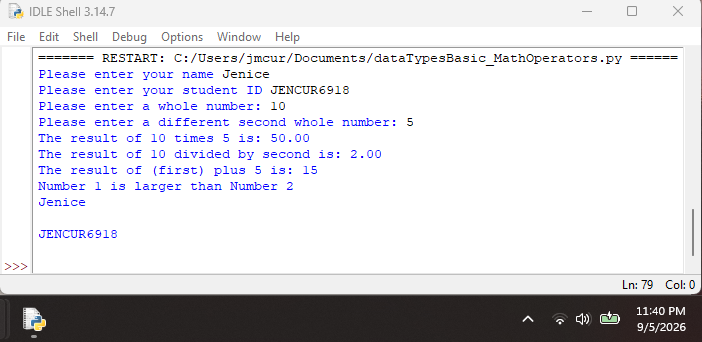 IDLE Shell 3.14.7
File Edit Shell Debug Options Window Help
======= RESTART: C:/Users/jmcur/Documents/dataTypesBasic_MathOperators.py ======
Please enter your name Jenice
Please enter your student ID JENCUR6918
Please enter a whole number: 10
Please enter a different second whole number: 5
The result of 10 times 5 is: 50.00
The result of 10 divided by second is: 2.00
The result of (first) plus 5 is: 15
Number 1 is larger than Number 2
Jenice
JENCUR6918
>>>
Ln: 79 Col: 0
11:40 PM
9/5/2026